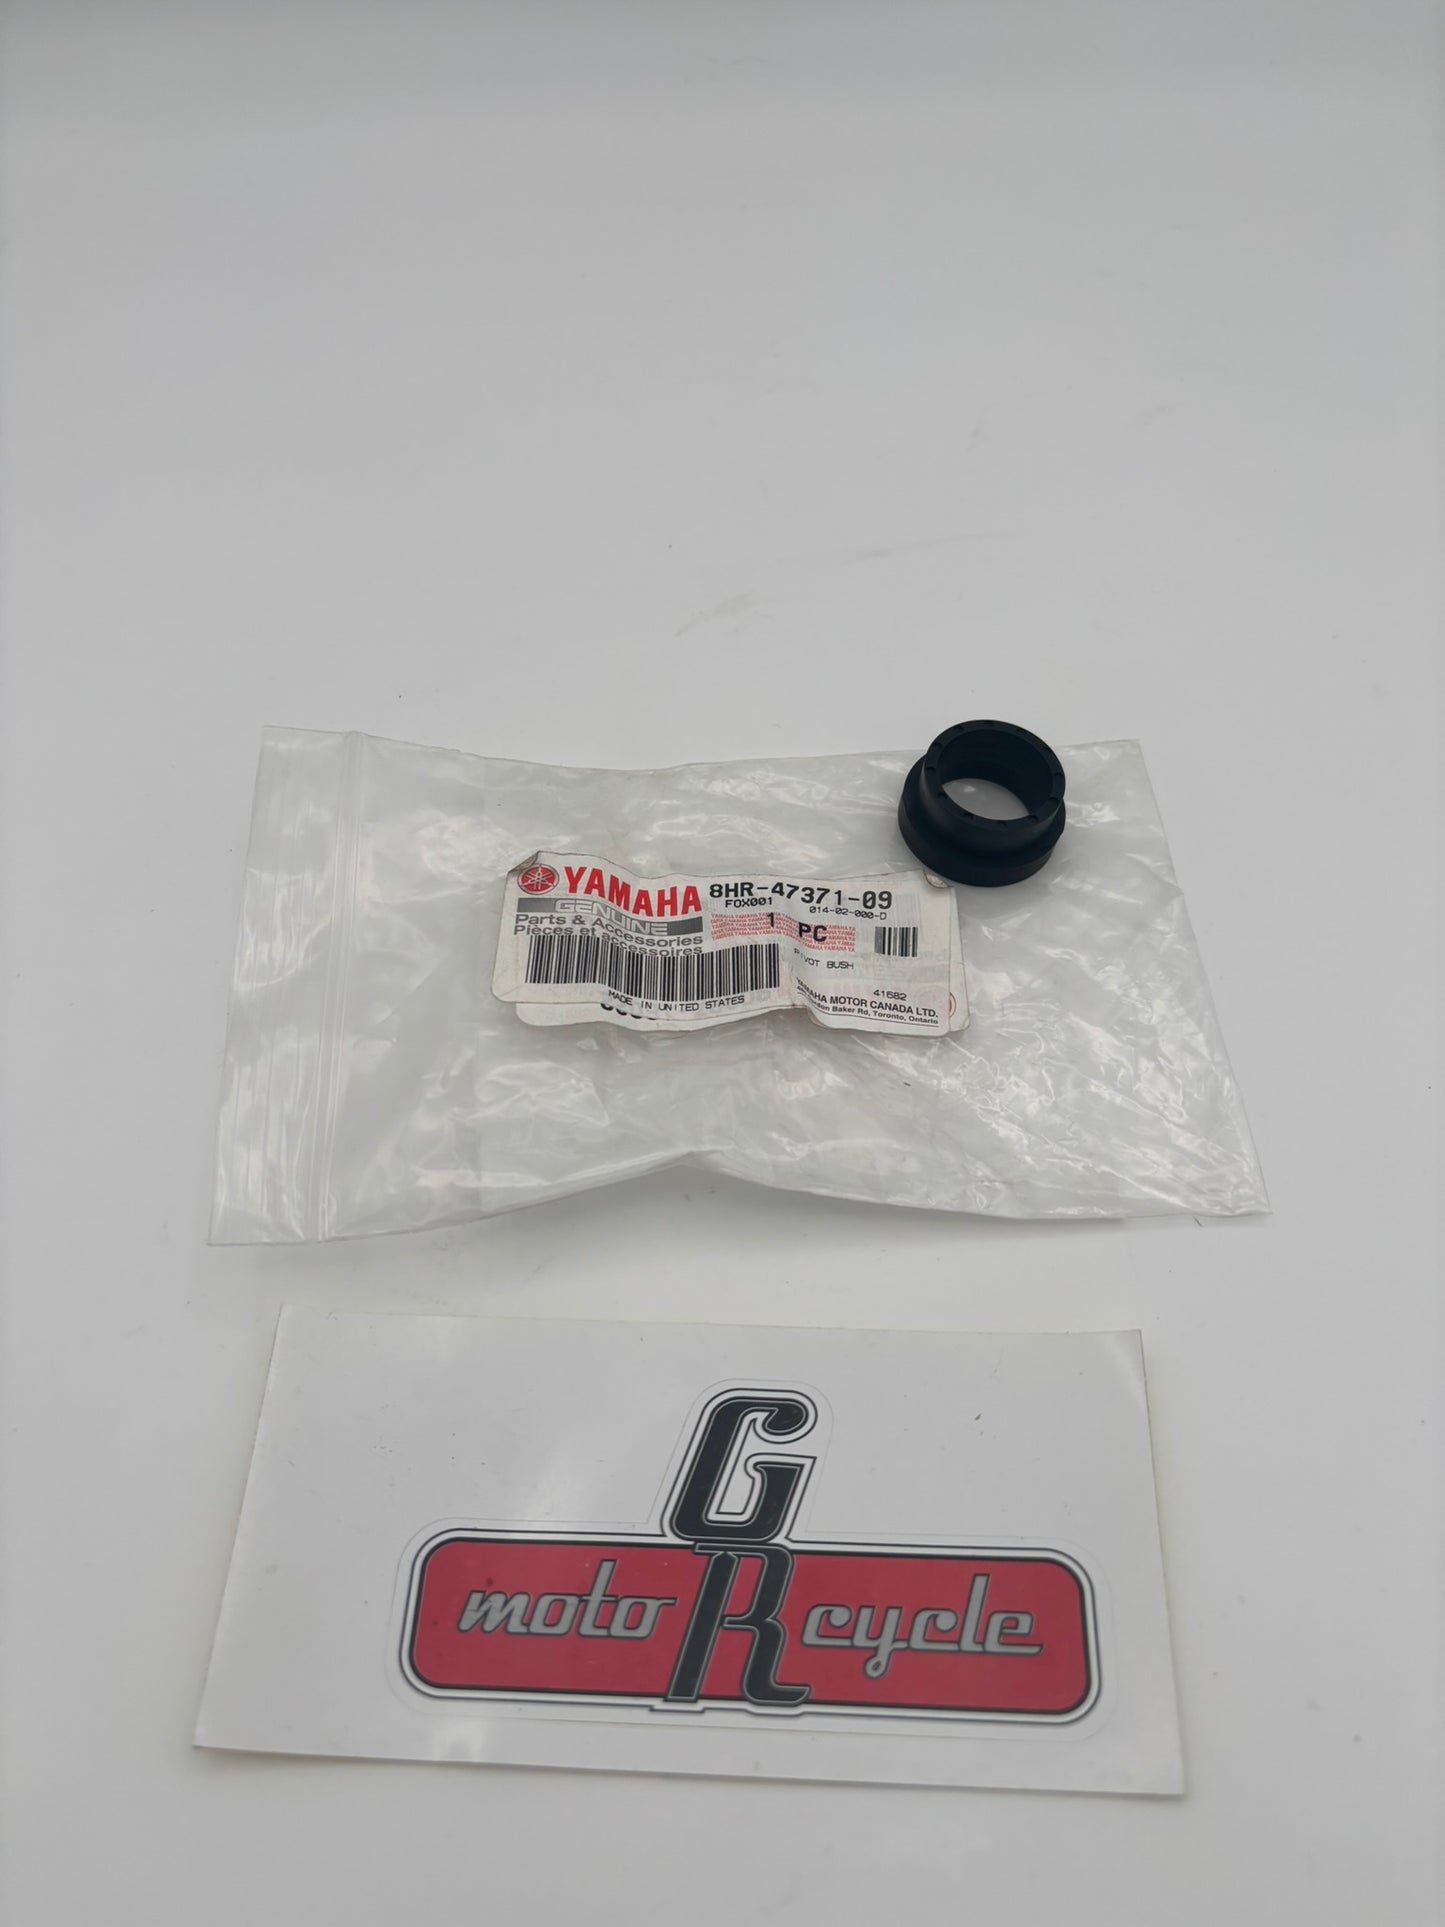 YAMAHA 8HR-47371-09
GENUINE FOX001 014-02-000-D
Parts & Accessories 1 PC
Pièces et accessoires
PIVOT BUSH
MADE IN UNITED STATES
41682
YAMAHA MOTOR CANADA LTD.
Baker Rd, Toronto, Ontario
G
moto R cycle